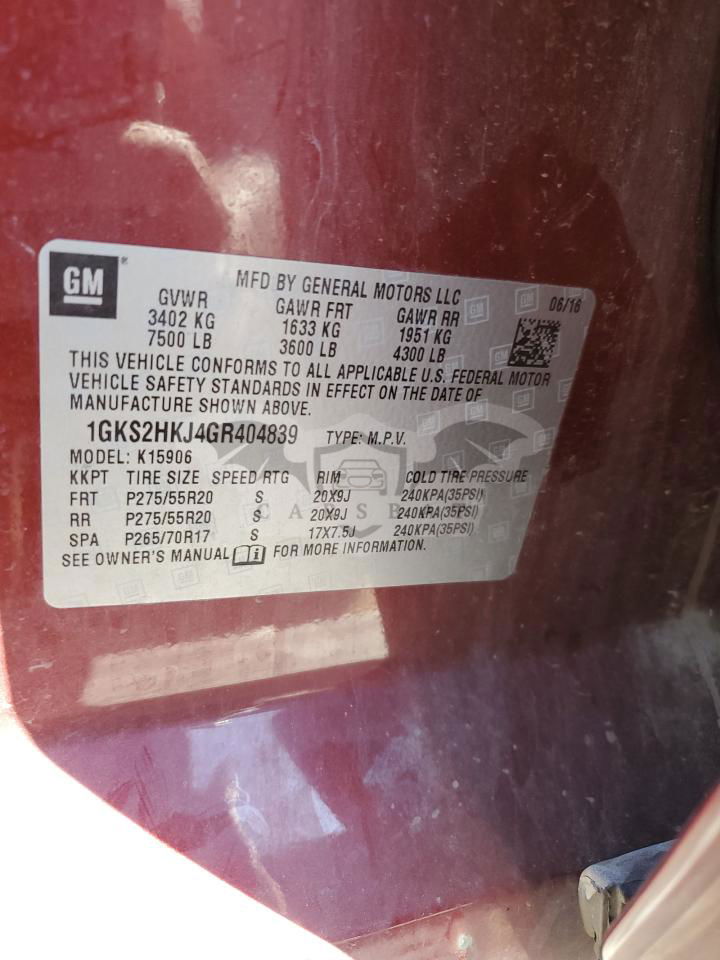 GM
MFD BY GENERAL MOTORS LLC 06/16
GVWR GAWR FRT GAWR RR
3402 KG 1633 KG 1951 KG
7500 LB 3600 LB 4300 LB
THIS VEHICLE CONFORMS TO ALL APPLICABLE U.S. FEDERAL MOTOR
VEHICLE SAFETY STANDARDS IN EFFECT ON THE DATE OF
MANUFACTURE SHOWN ABOVE.
1GKS2HKJ4GR404839 TYPE: M.P.V.
MODEL: K15906
KKPT TIRE SIZE SPEED RTG RIM COLD TIRE PRESSURE
FRT P275/55R20 S 20X9J 240KPA(35PSI)
RR P275/55R20 S 20X9J 240KPA(35PSI)
SPA P265/70R17 S 17X7.5J 240KPA(35PSI)
SEE OWNER'S MANUAL FOR MORE INFORMATION.